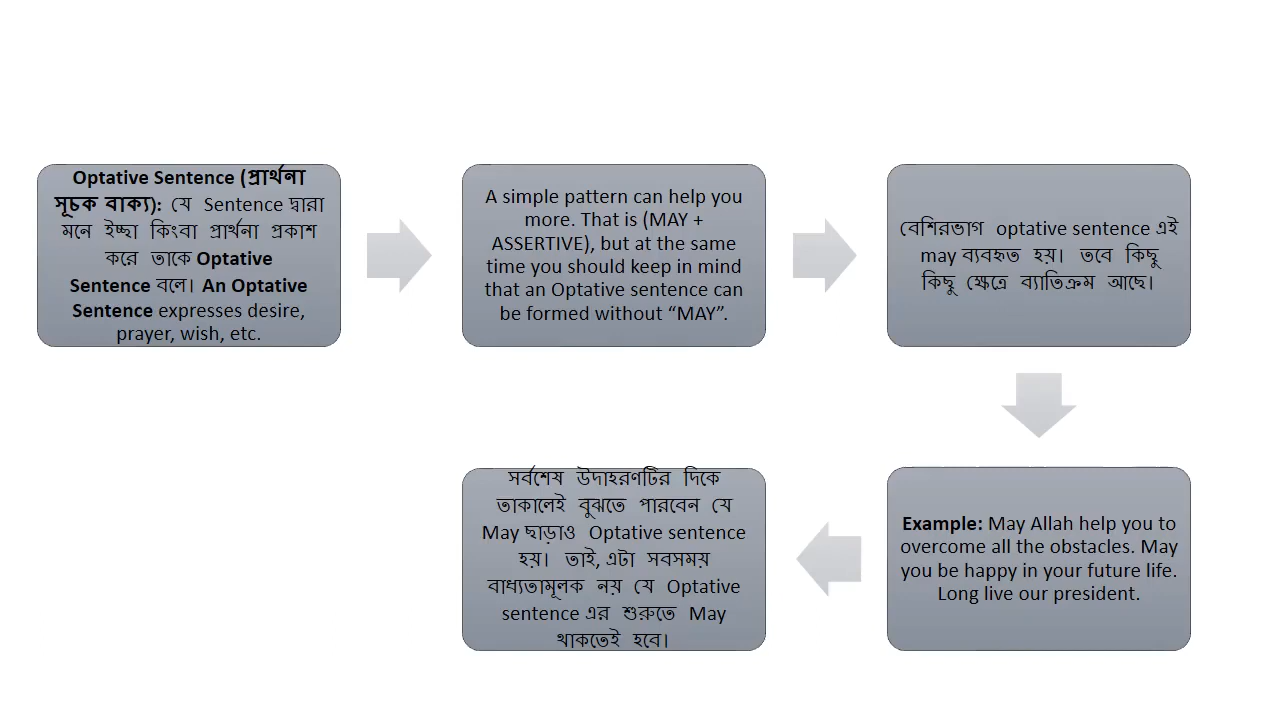 Optative Sentence (প্রার্থনা
সূচক বাক্য): যে Sentence দ্বারা
মনে ইচ্ছা কিংবা প্রার্থনা প্রকাশ
করে তাকে Optative
Sentence বলে। An Optative
Sentence expresses desire,
prayer, wish, etc.
A simple pattern can help you
more. That is (MAY +
ASSERTIVE), but at the same
time you should keep in mind
that an Optative sentence can
be formed without “MAY”.
বেশিরভাগ optative sentence এই
may ব্যবহৃত হয়। তবে কিছু
কিছু ক্ষেত্রে ব্যাতিক্রম আছে।
Example: May Allah help you to
overcome all the obstacles. May
you be happy in your future life.
Long live our president.
সর্বশেষ উদাহরণটির দিকে
তাকালেই বুঝতে পারবেন যে
May ছাড়াও Optative sentence
হয়। তাই, এটা সবসময়
বাধ্যতামূলক নয় যে Optative
sentence এর শুরুতে May
থাকতেই হবে।